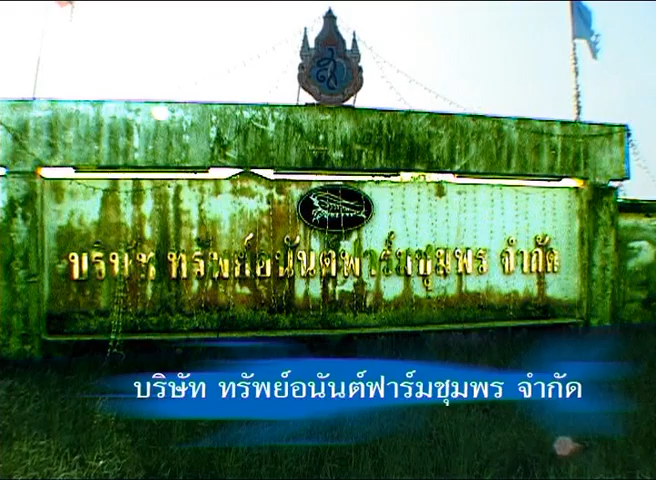 ส
บริษัท ทรัพย์อนันต์ฟาร์มชุมพร จำกัด
บริษัท ทรัพย์อนันต์ฟาร์มชุมพร จำกัด